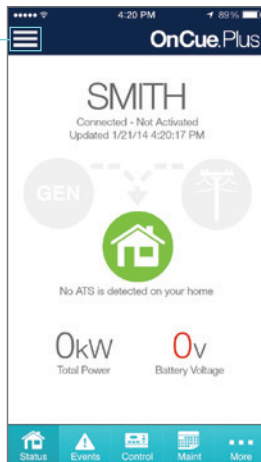 4:20 PM 89%
OnCue.Plus
SMITH
Connected - Not Activated
Updated 1/21/14 4:20:17 PM
GEN
No ATS is detected on your home
0kW 0v
Total Power Battery Voltage
Status Events Control Maint More